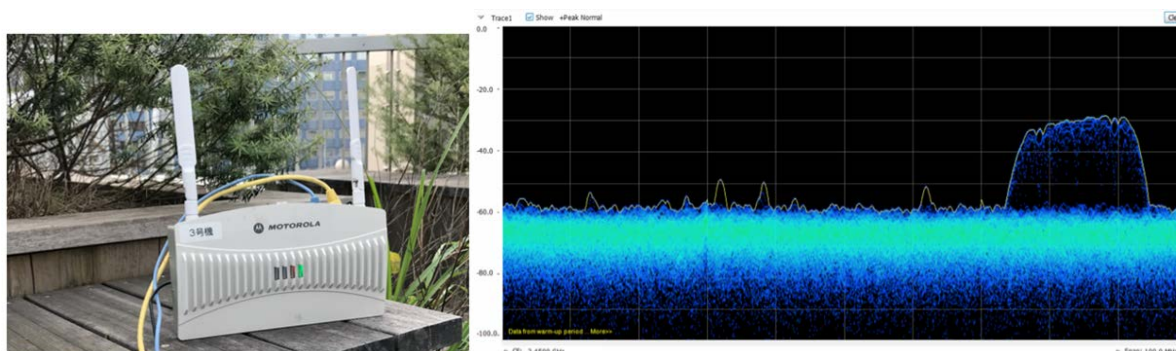 3号機
MOTOROLA
Trace1 Show +Peak Normal
0.0
-20.0
-40.0
-60.0
-80.0
-100.0
Data from warm-up period ... More>>